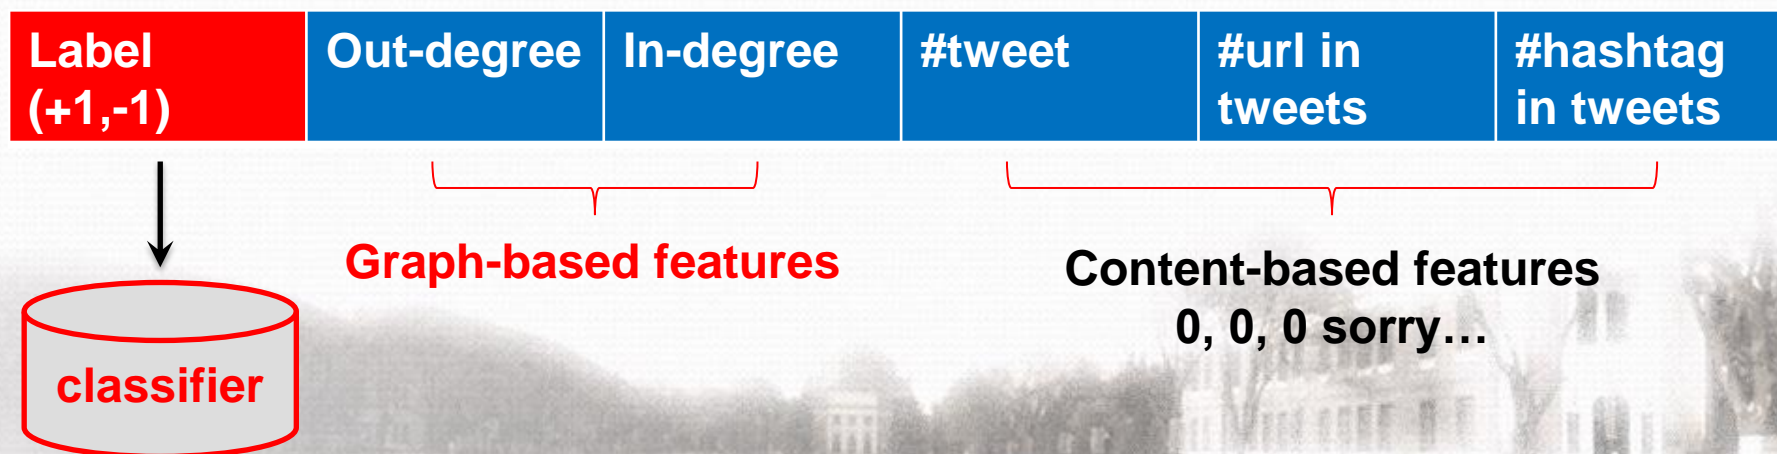 Label
(+1,-1)
Out-degree
In-degree
#tweet
#url in
tweets
#hashtag
in tweets
Graph-based features
Content-based features
0, 0, 0 sorry…
classifier